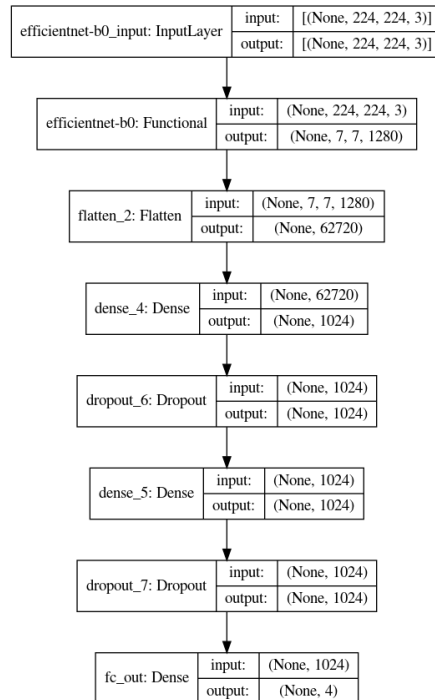 efficientnet-b0_input: InputLayer input: [(None, 224, 224, 3)]
output: [(None, 224, 224, 3)]
efficientnet-b0: Functional input: (None, 224, 224, 3)
output: (None, 7, 7, 1280)
flatten_2: Flatten input: (None, 7, 7, 1280)
output: (None, 62720)
dense_4: Dense input: (None, 62720)
output: (None, 1024)
dropout_6: Dropout input: (None, 1024)
output: (None, 1024)
dense_5: Dense input: (None, 1024)
output: (None, 1024)
dropout_7: Dropout input: (None, 1024)
output: (None, 1024)
fc_out: Dense input: (None, 1024)
output: (None, 4)